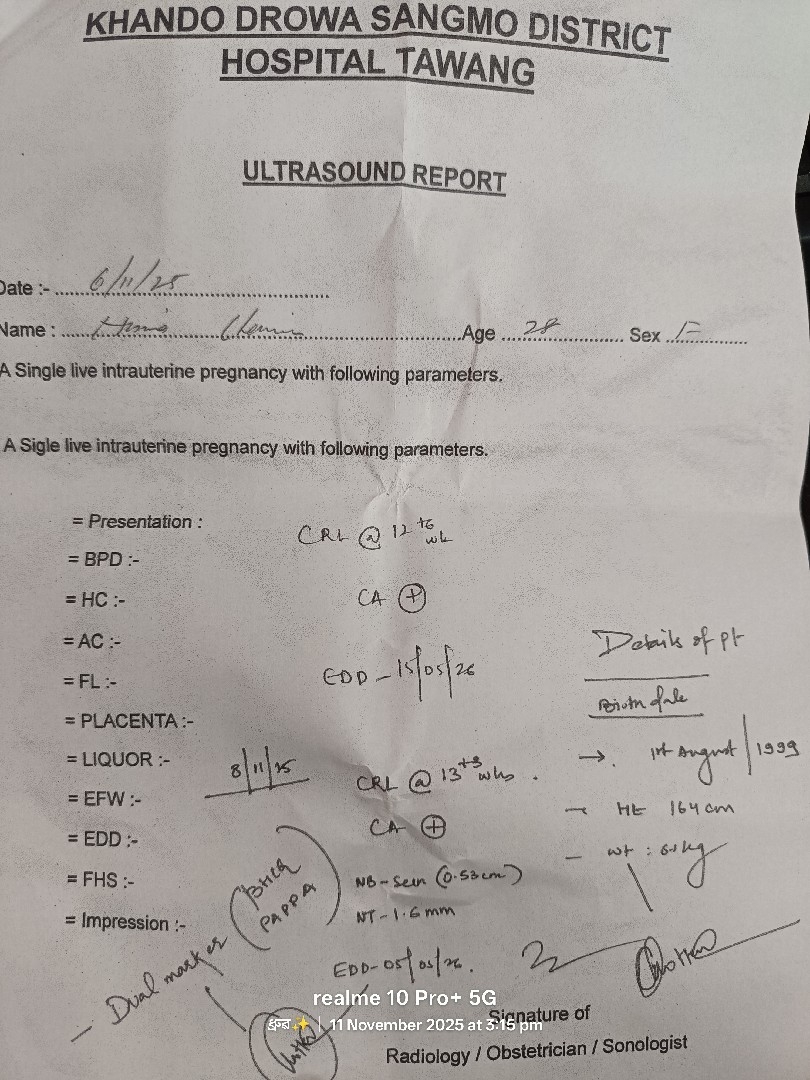 KHANDO DROWA SANGMO DISTRICT
HOSPITAL TAWANG
ULTRASOUND REPORT
Date :- 6/11/25
Name : Age 28 Sex F
A Single live intrauterine pregnancy with following parameters.
A Sigle live intrauterine pregnancy with following parameters.
= Presentation :
CRL @ 12 +6 wk
= BPD :-
= HC :-
CA (+)
= AC :-
= FL :-
EDD - 15/05/26
Details of pt
Birth date
= PLACENTA :-
= LIQUOR :-
8/11/25
CRL @ 13 +3 wks .
→ 1st August / 1999
= EFW :-
- Ht 164 cm
CA (+)
= EDD :-
- wt : kg
= FHS :-
NB - Seen (0.53 cm)
= Impression :-
NT - 1.6 mm
- Dual marker (BHCG
PAPPA)
EDD - 05/26.
realme 10 Pro+ 5G
11 November 2025 at 3:15 pm
Signature of
Radiology / Obstetrician / Sonologist